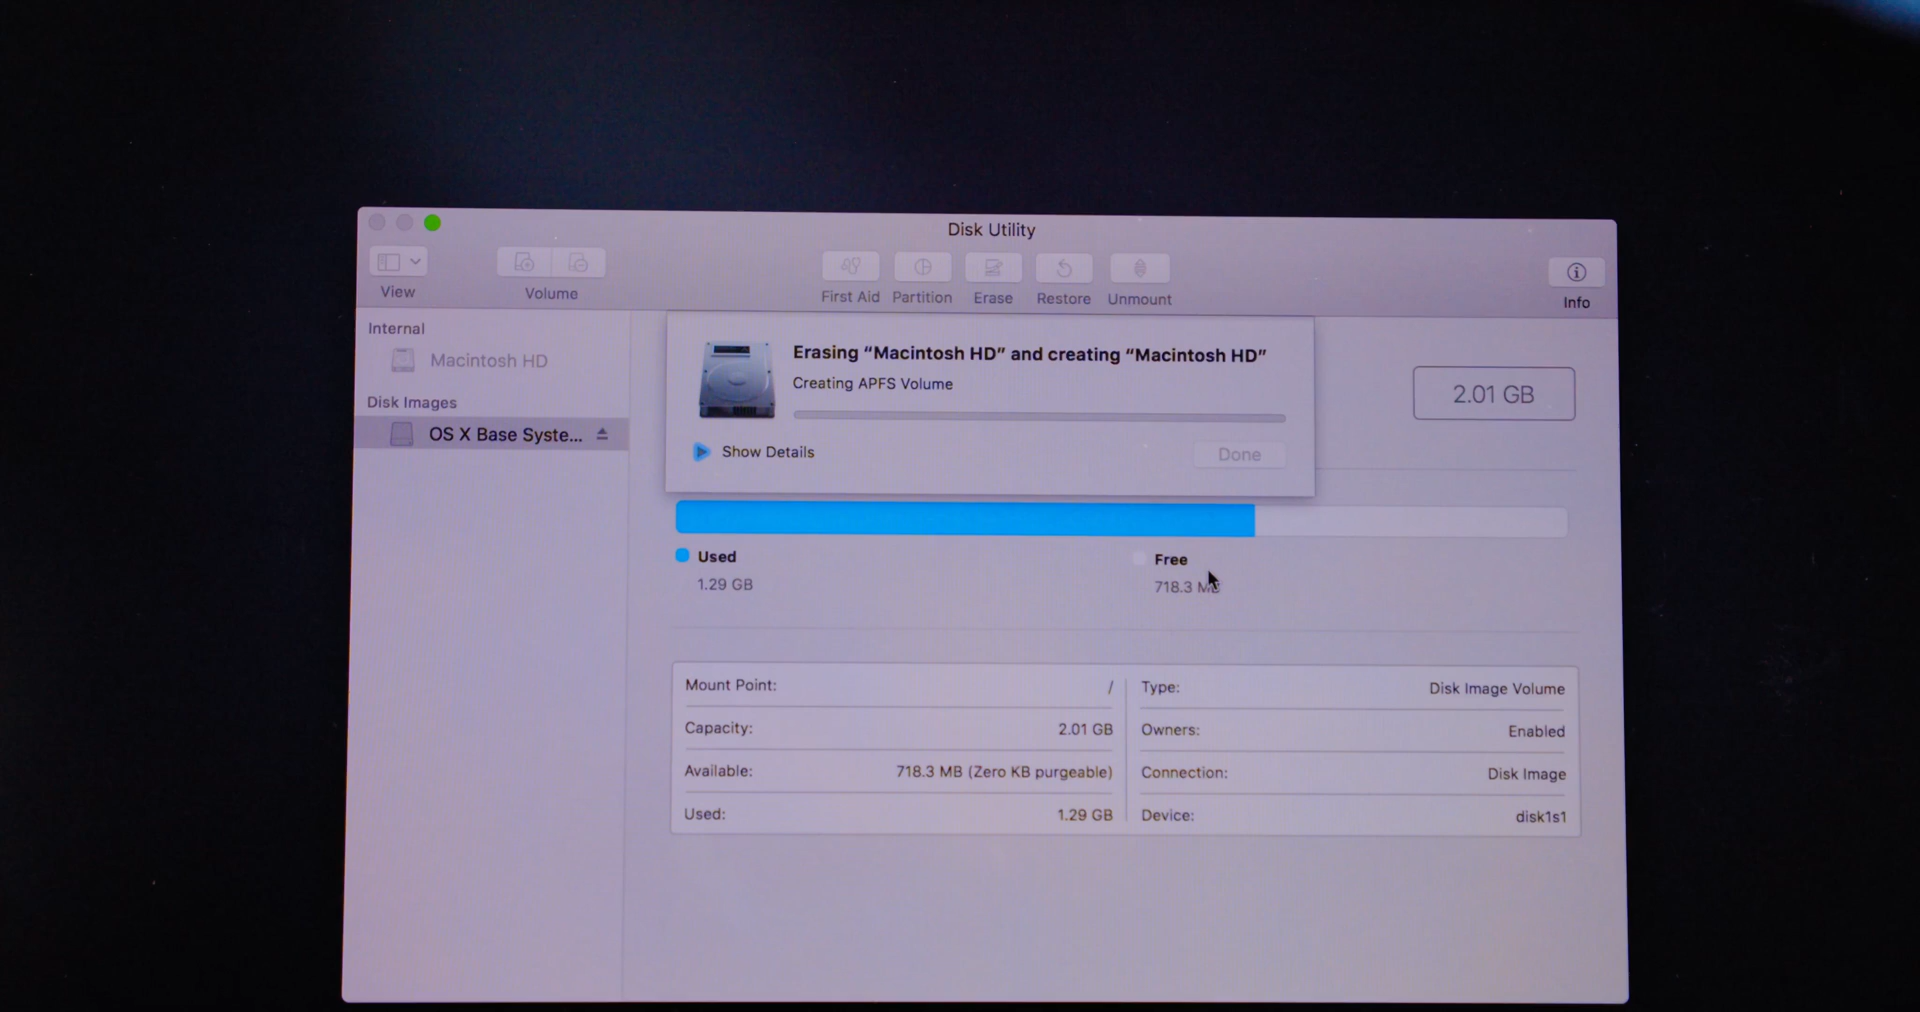 Disk Utility
View
Volume
First Aid
Partition
Erase
Restore
Unmount
Info
Internal
Macintosh HD
Disk Images
OS X Base Syste...
Erasing “Macintosh HD” and creating “Macintosh HD”
Creating APFS Volume
Show Details
Done
2.01 GB
Used
1.29 GB
Free
718.3 MB
Mount Point: /
Capacity: 2.01 GB
Available: 718.3 MB (Zero KB purgeable)
Used: 1.29 GB
Type: Disk Image Volume
Owners: Enabled
Connection: Disk Image
Device: disk1s1